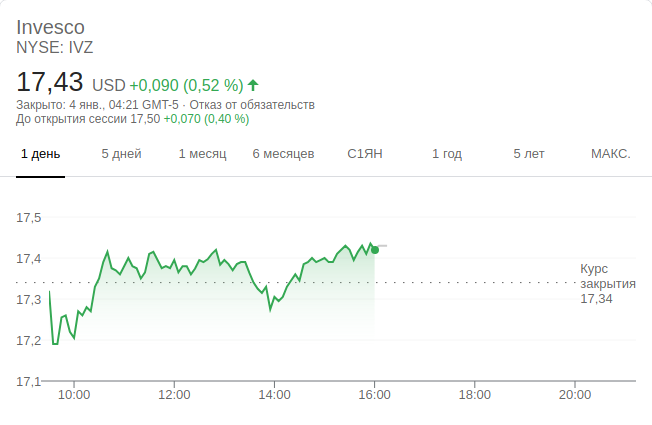 Invesco
NYSE: IVZ
17,43 USD +0,090 (0,52 %)
Закрыто: 4 янв., 04:21 GMT-5 · Отказ от обязательств
До открытия сессии 17,50 +0,070 (0,40 %)
1 день 5 дней 1 месяц 6 месяцев С1ЯН 1 год 5 лет МАКС.
17,5
17,4
Курс
закрытия
17,3
17,34
17,2
17,1
10:00 12:00 14:00 16:00 18:00 20:00